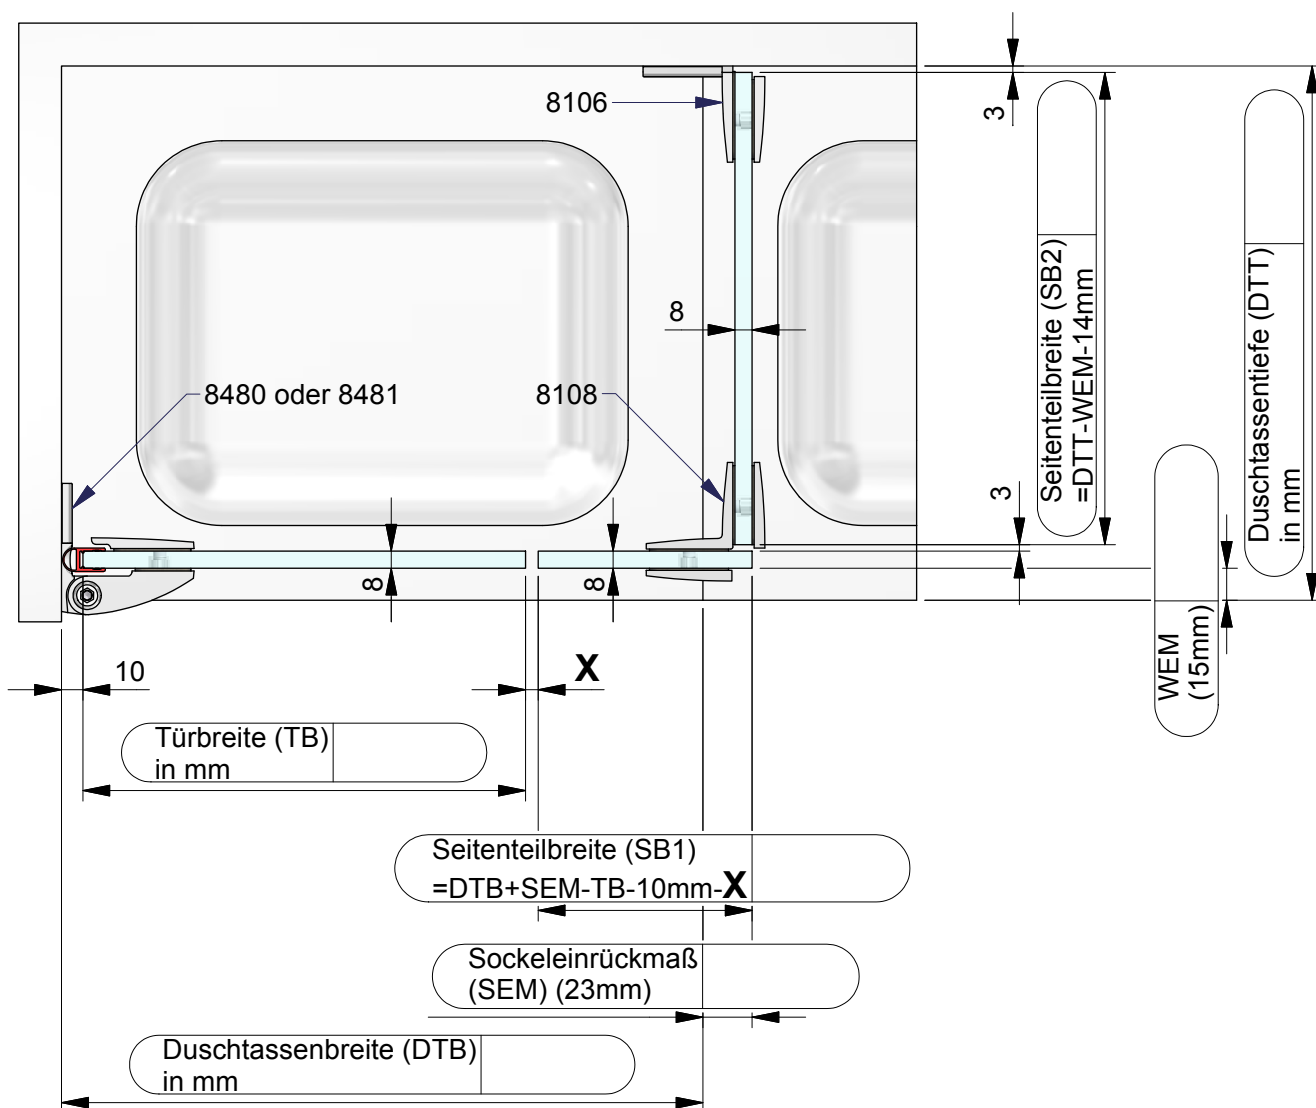 8106
3
Seitenteilbreite (SB2)
=DTT-WEM-14mm
Duschtassentiefe (DTT)
in mm
8
8480 oder 8481
8108
3
8
8
WEM
(15mm)
10
X
Türbreite (TB)
in mm
Seitenteilbreite (SB1)
=DTB+SEM-TB-10mm-X
Sockeleinrückmaß
(SEM) (23mm)
Duschtassenbreite (DTB)
in mm